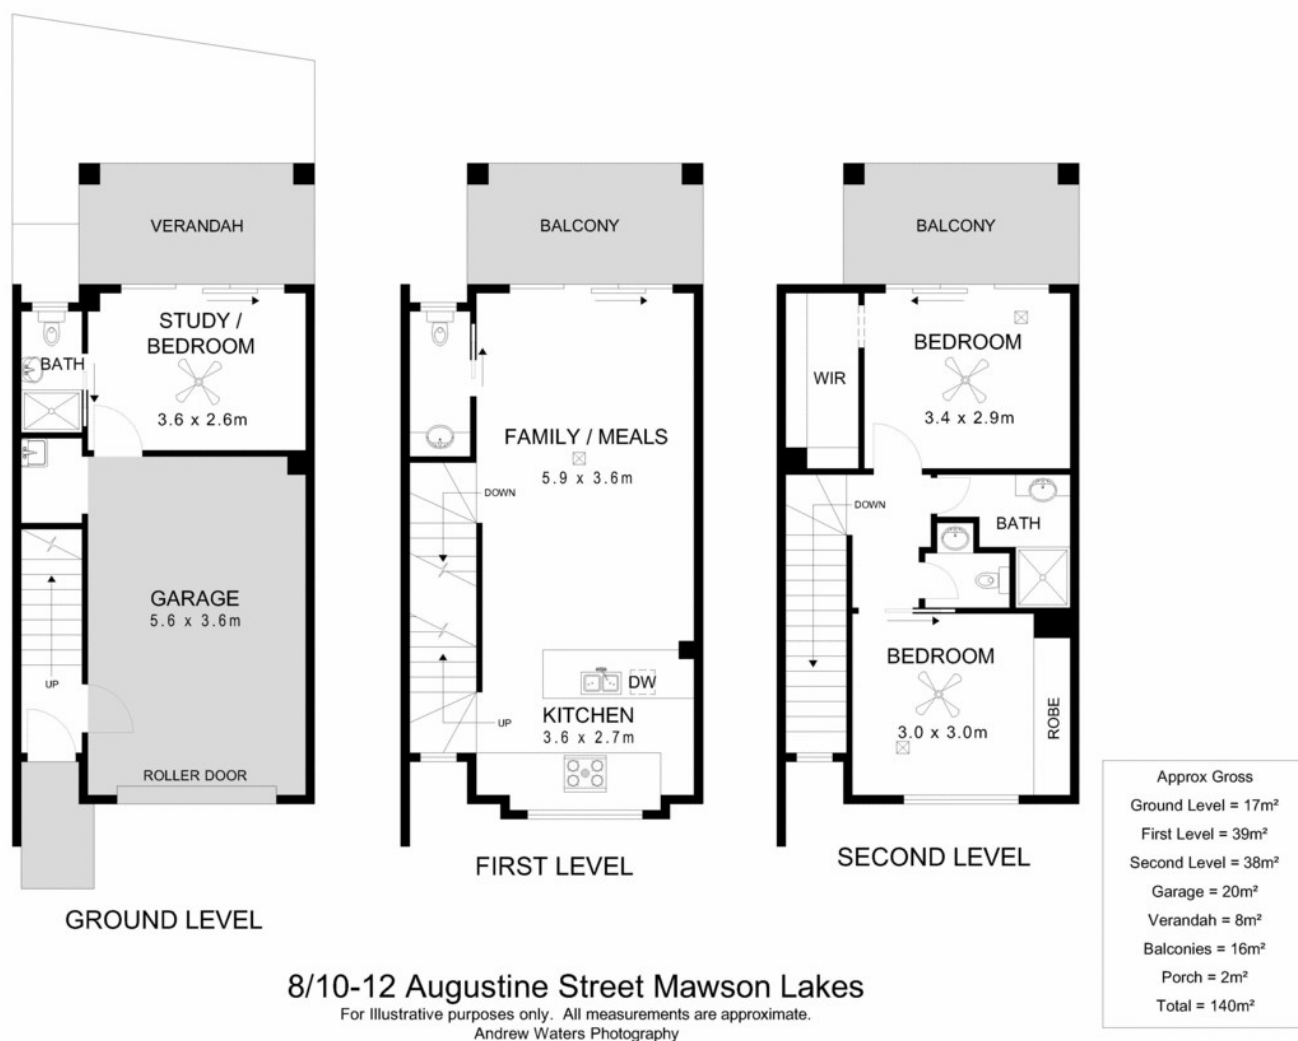 VERANDAH
STUDY /
BEDROOM
3.6 x 2.6m
BATH
GARAGE
5.6 x 3.6m
UP
ROLLER DOOR
GROUND LEVEL
BALCONY
FAMILY / MEALS
5.9 x 3.6m
DOWN
DW
KITCHEN
3.6 x 2.7m
UP
FIRST LEVEL
BALCONY
BEDROOM
3.4 x 2.9m
WIR
DOWN
BATH
BEDROOM
3.0 x 3.0m
ROBE
SECOND LEVEL
Approx Gross
Ground Level = 17m²
First Level = 39m²
Second Level = 38m²
Garage = 20m²
Verandah = 8m²
Balconies = 16m²
Porch = 2m²
Total = 140m²
8/10-12 Augustine Street Mawson Lakes
For Illustrative purposes only. All measurements are approximate.
Andrew Waters Photography